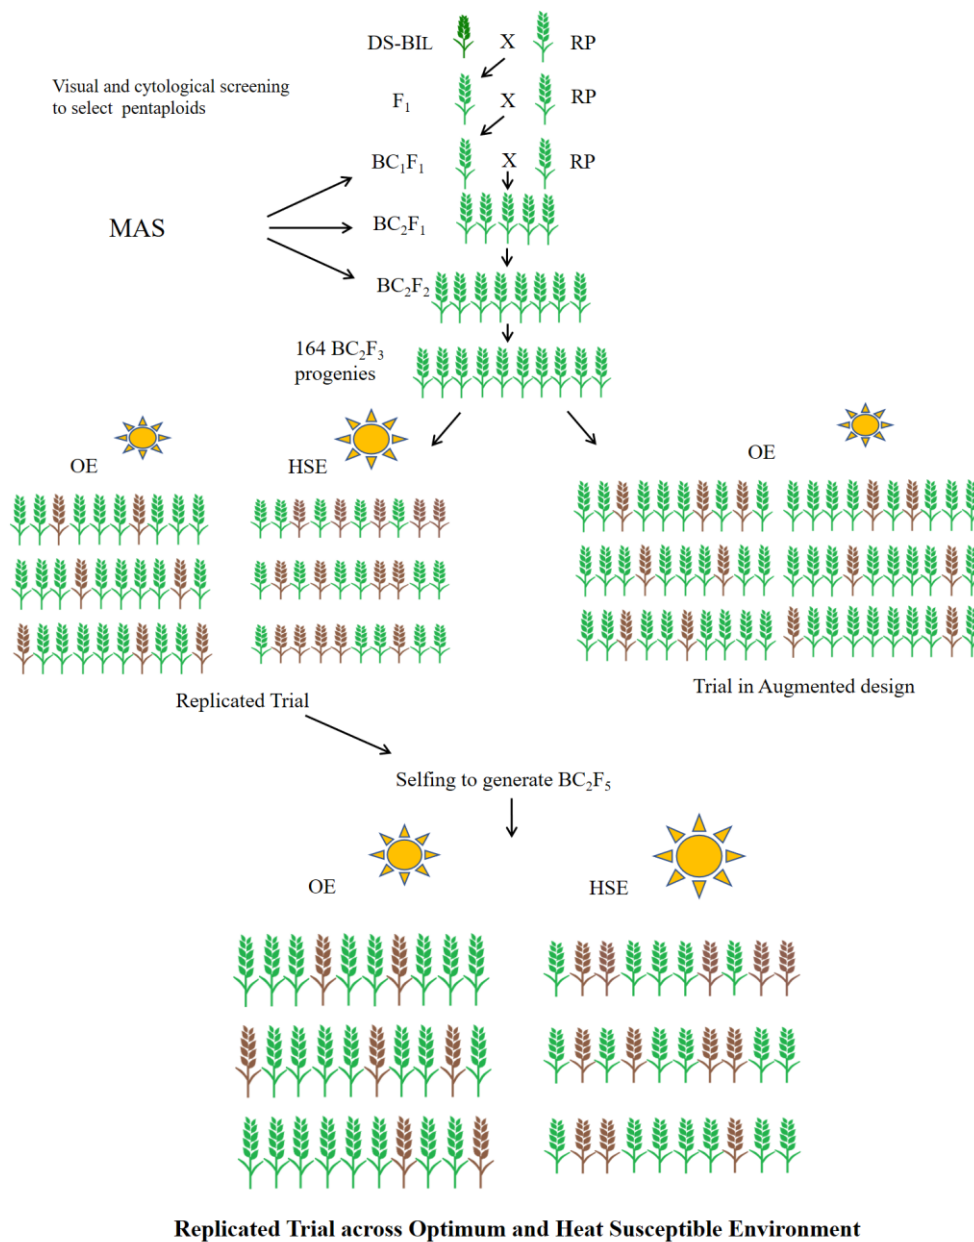 DS-BIL X RP
Visual and cytological screening
to select pentaploids
F₁ X RP
BC₁F₁ X RP
MAS
BC₂F₁
BC₂F₂
164 BC₂F₃
progenies
OE
HSE
OE
Replicated Trial
Trial in Augmented design
Selfing to generate BC₂F₅
OE
HSE
Replicated Trial across Optimum and Heat Susceptible Environment